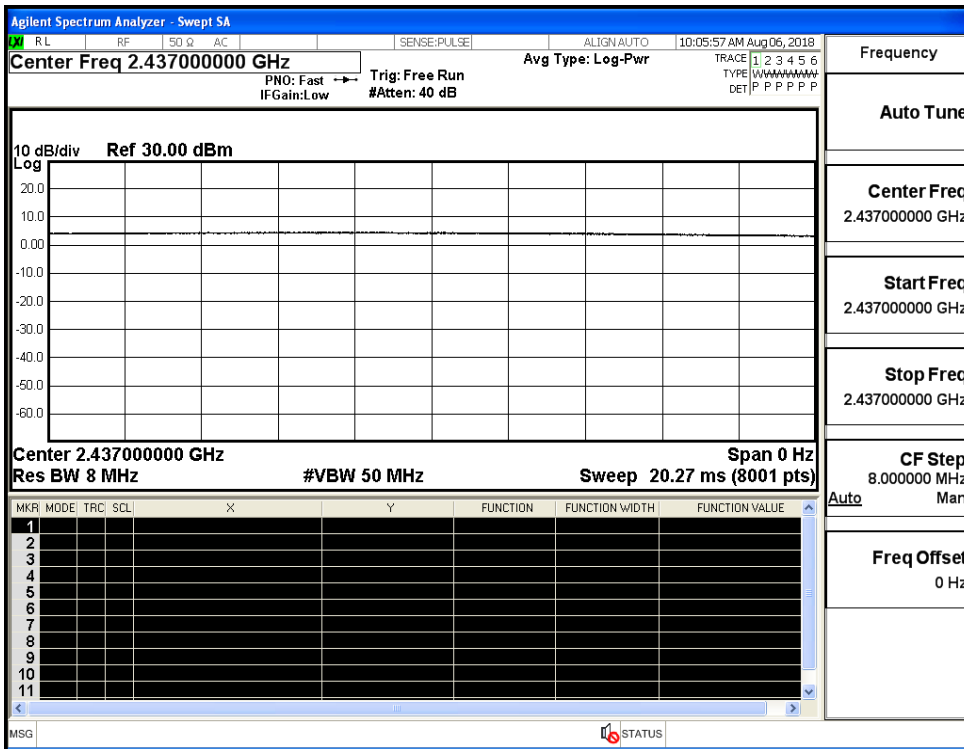 Agilent Spectrum Analyzer - Swept SA
LXI RL RF 50 Ω AC SENSE:PULSE ALIGN AUTO 10:05:57 AM Aug 06, 2018
Center Freq 2.437000000 GHz
PNO: Fast
IFGain:Low
Trig: Free Run
#Atten: 40 dB
Avg Type: Log-Pwr
TRACE 1 2 3 4 5 6
TYPE WWWWWW
DET P P P P P P
10 dB/div Ref 30.00 dBm
Log
20.0
10.0
0.00
-10.0
-20.0
-30.0
-40.0
-50.0
-60.0
Center 2.437000000 GHz Span 0 Hz
Res BW 8 MHz #VBW 50 MHz Sweep 20.27 ms (8001 pts)
MKR MODE TRC SCL X Y FUNCTION FUNCTION WIDTH FUNCTION VALUE
1
2
3
4
5
6
7
8
9
10
11
MSG STATUS
Frequency
Auto Tune
Center Freq
2.437000000 GHz
Start Freq
2.437000000 GHz
Stop Freq
2.437000000 GHz
CF Step
8.000000 MHz
Auto Man
Freq Offset
0 Hz